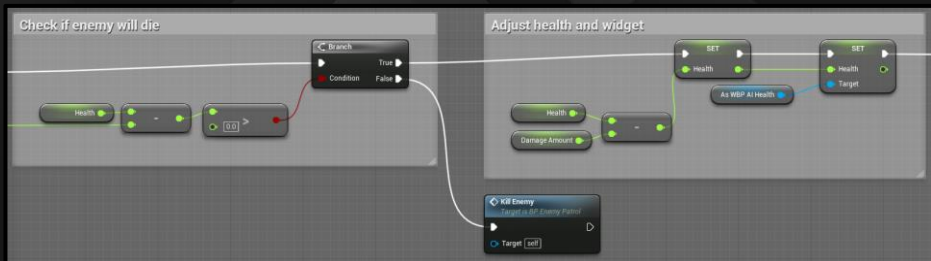 Check if enemy will die
Adjust health and widget
Branch
True
Condition
False
Health
-
0.0
>
SET
Health
SET
Health
Target
As WBP AI Health
Health
Damage Amount
-
Kill Enemy
Target is BP Enemy Patrol
Target self